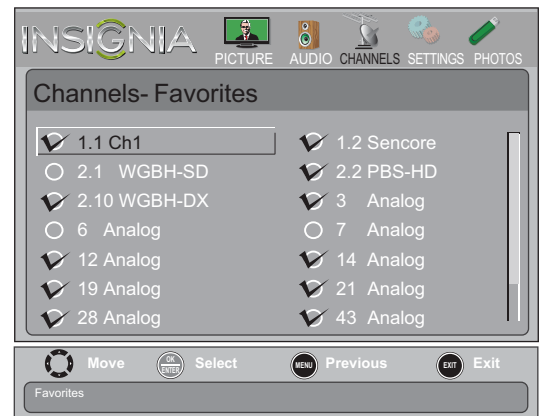 INSIGNIA
PICTURE AUDIO CHANNELS SETTINGS PHOTOS
Channels- Favorites
1.1 Ch1
1.2 Sencore
2.1 WGBH-SD
2.2 PBS-HD
2.10 WGBH-DX
3 Analog
6 Analog
7 Analog
12 Analog
14 Analog
19 Analog
21 Analog
28 Analog
43 Analog
Move OK ENTER Select MENU Previous EXIT Exit
Favorites